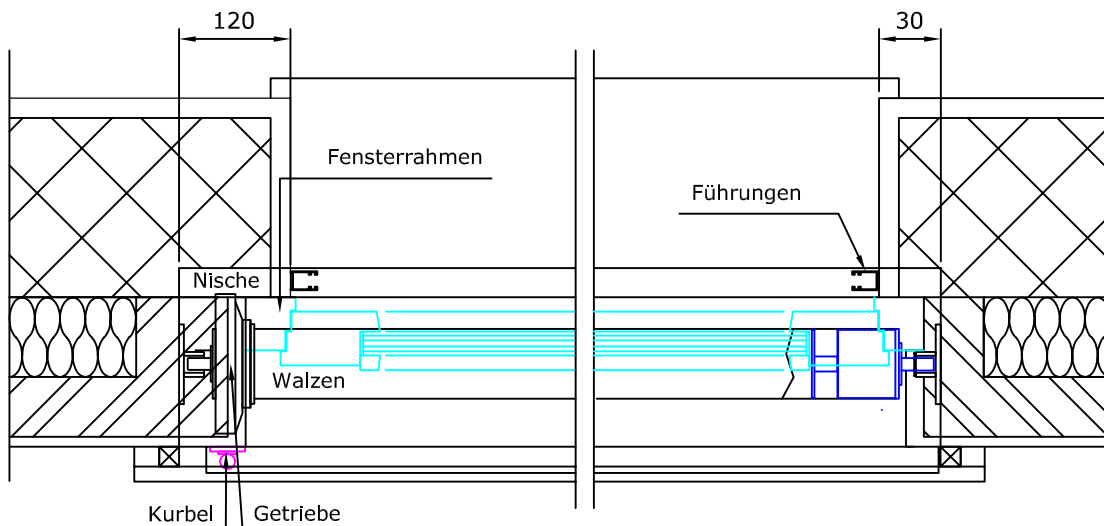 120
30
Fensterrahmen
Führungen
Nische
Walzen
Kurbel
Getriebe